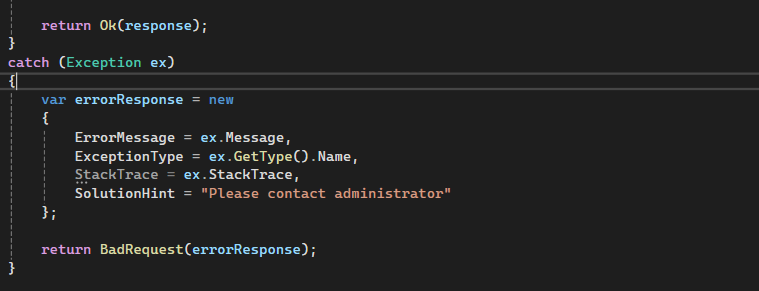 return Ok(response);
}
catch (Exception ex)
{
var errorResponse = new
{
ErrorMessage = ex.Message,
ExceptionType = ex.GetType().Name,
StackTrace = ex.StackTrace,
SolutionHint = "Please contact administrator"
};
return BadRequest(errorResponse);
}